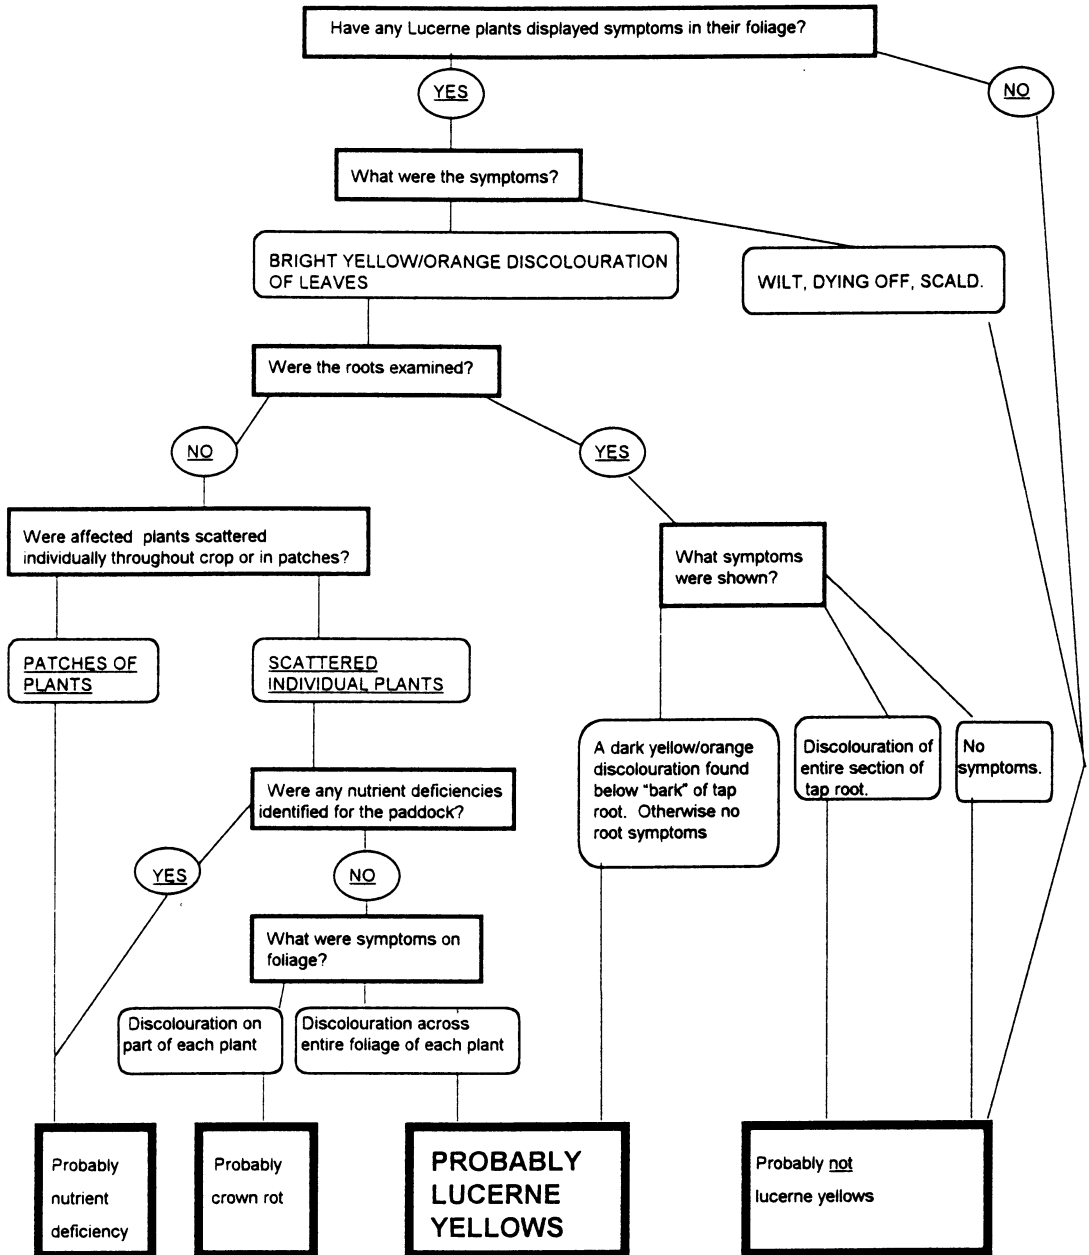 Have any Lucerne plants displayed symptoms in their foliage?
YES
NO
What were the symptoms?
BRIGHT YELLOW/ORANGE DISCOLOURATION
OF LEAVES
WILT, DYING OFF, SCALD.
Were the roots examined?
NO
YES
Were affected plants scattered
individually throughout crop or in patches?
What symptoms
were shown?
PATCHES OF
PLANTS
SCATTERED
INDIVIDUAL PLANTS
A dark yellow/orange
discolouration found
below "bark" of tap
root. Otherwise no
root symptoms
Discolouration of
entire section of
tap root.
No
symptoms.
Were any nutrient deficiencies
identified for the paddock?
YES
NO
What were symptoms on
foliage?
Discolouration on
part of each plant
Discolouration across
entire foliage of each plant
Probably
nutrient
deficiency
Probably
crown rot
PROBABLY
LUCERNE
YELLOWS
Probably not
lucerne yellows